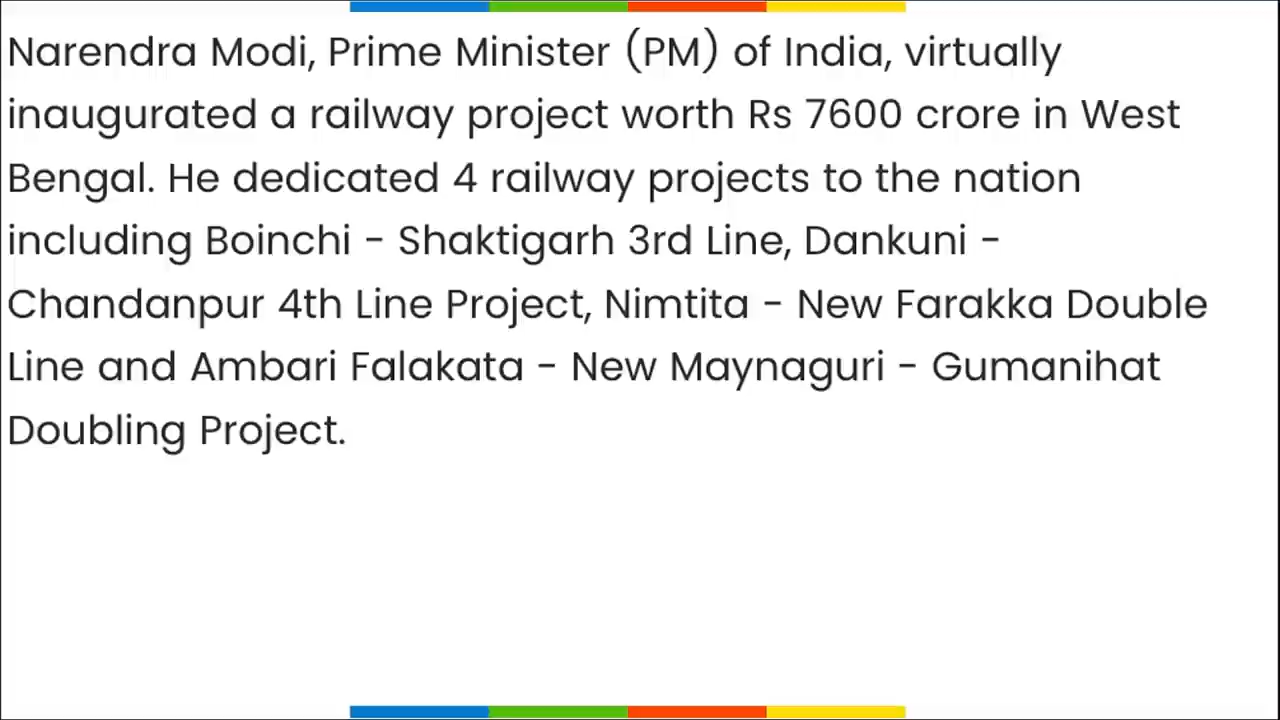 Narendra Modi, Prime Minister (PM) of India, virtually
inaugurated a railway project worth Rs 7600 crore in West
Bengal. He dedicated 4 railway projects to the nation
including Boinchi - Shaktigarh 3rd Line, Dankuni -
Chandanpur 4th Line Project, Nimtita - New Farakka Double
Line and Ambari Falakata - New Maynaguri - Gumanihat
Doubling Project.